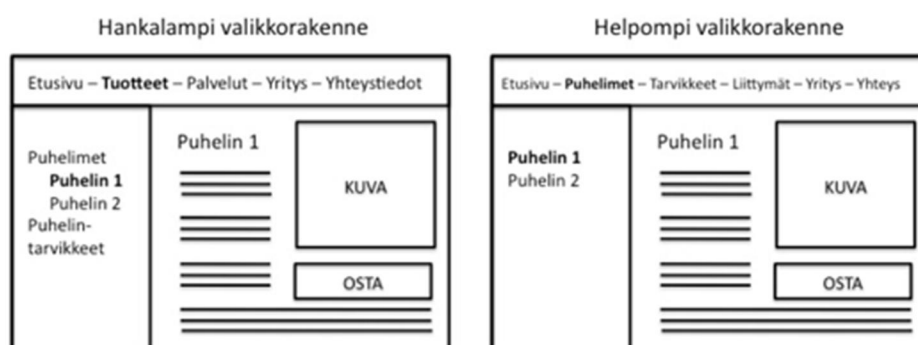 Hankalampi valikkorakenne
Etusivu – Tuotteet – Palvelut – Yritys – Yhteystiedot
Puhelimet
Puhelin 1
Puhelin 2
Puhelin-
tarvikkeet
Puhelin 1
KUVA
OSTA
Helpompi valikkorakenne
Etusivu – Puhelimet – Tarvikkeet – Liittymät – Yritys – Yhteys
Puhelin 1
Puhelin 2
Puhelin 1
KUVA
OSTA